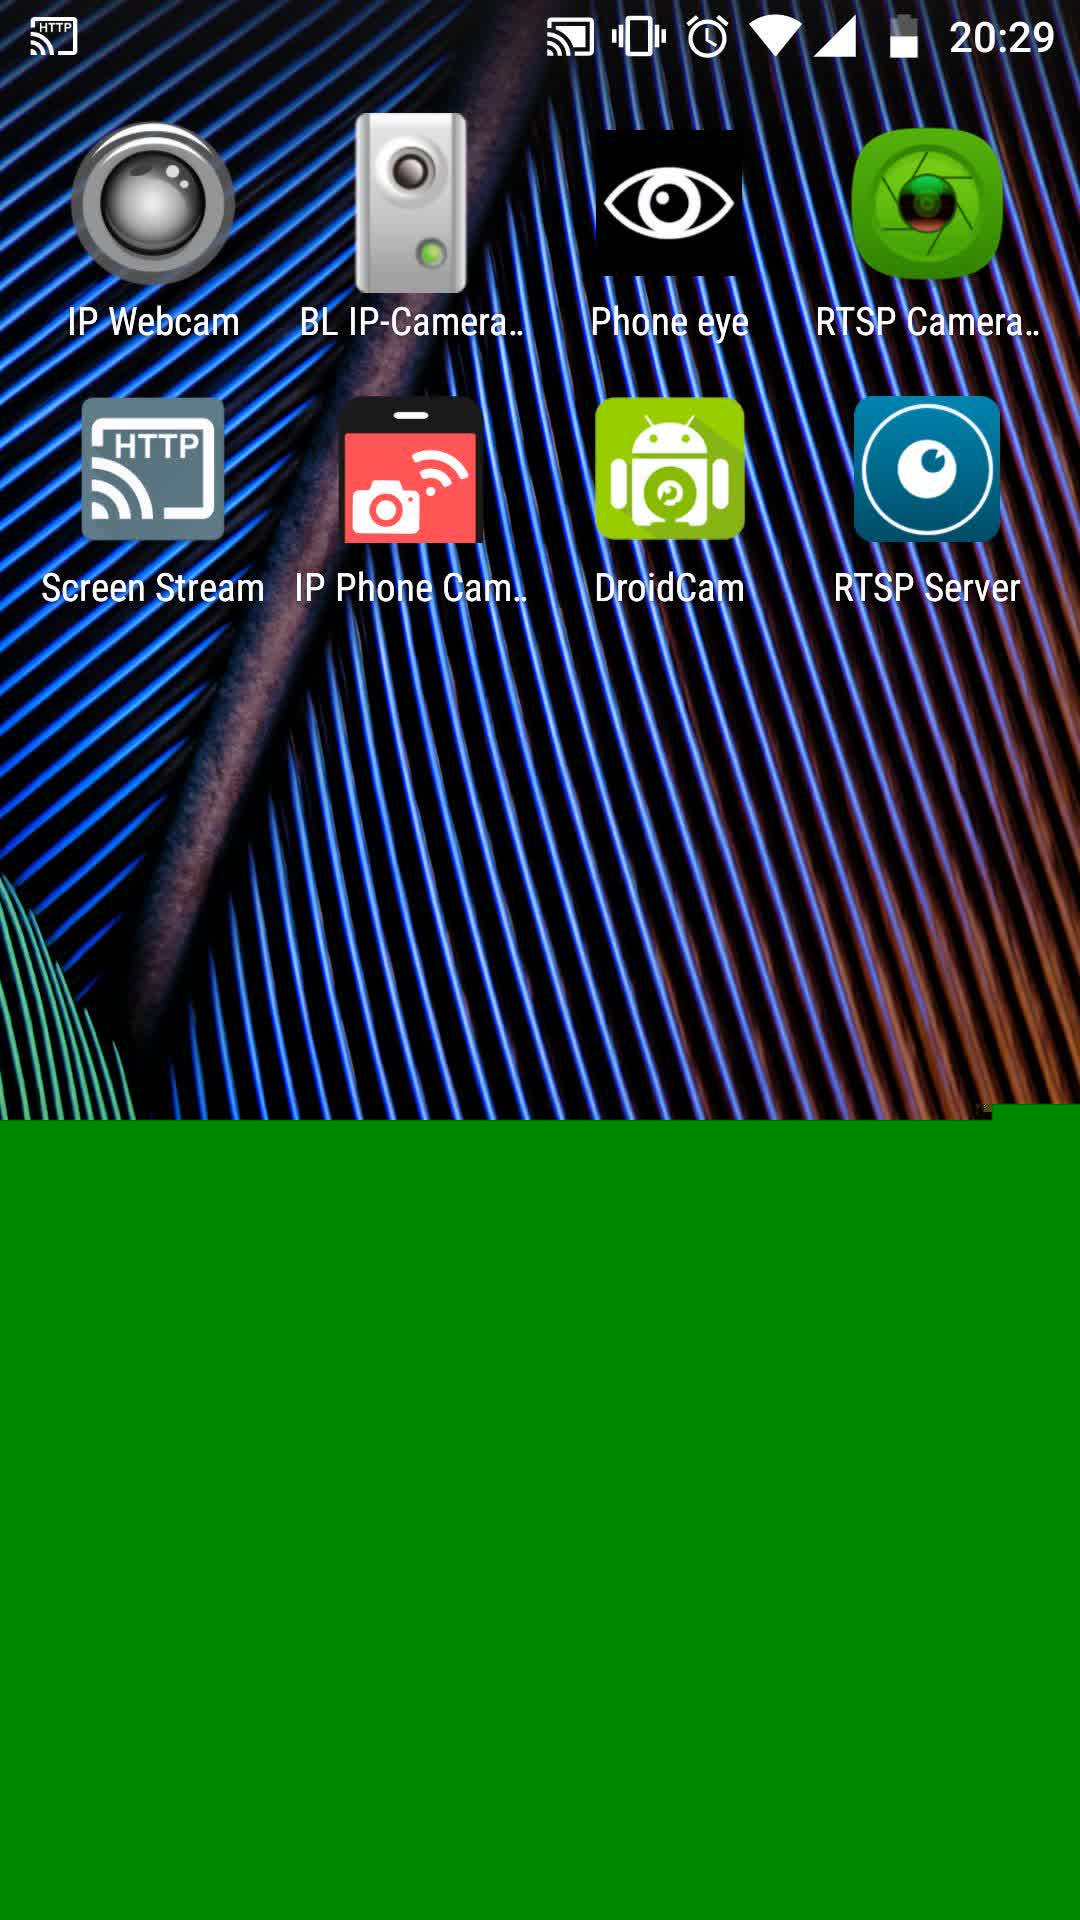 HTTP
20:29
IP Webcam
BL IP-Camera..
Phone eye
RTSP Camera..
HTTP
Screen Stream
IP Phone Cam..
DroidCam
RTSP Server